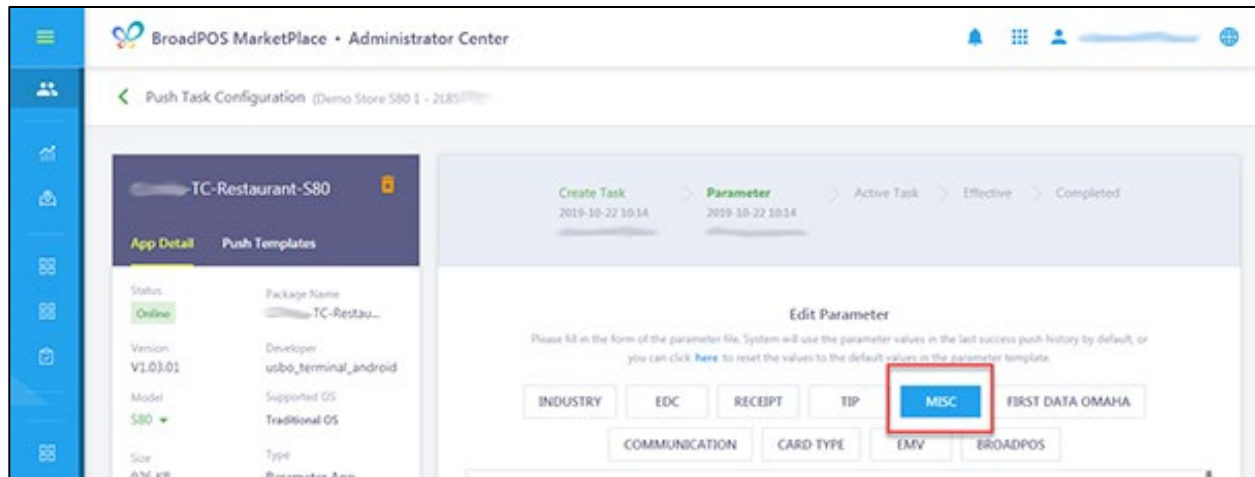 BroadPOS MarketPlace • Administrator Center
Push Task Configuration (Demo Store S80 1 - 2L85
-TC-Restaurant-S80
App Detail Push Templates
Status Package Name
Online -TC-Restau...
Version Developer
V1.03.01 usbo_terminal_android
Model Supported OS
S80 Traditional OS
Size Type
926 KB Parameter App
Create Task Parameter Active Task Effective Completed
2019-10-22 10:14 2019-10-22 10:14
Edit Parameter
Please fill in the form of the parameter file. System will use the parameter values in the last success push history by default, or
you can click here to reset the values to the default values in the parameter template.
INDUSTRY EDC RECEIPT TIP MISC FIRST DATA OMAHA
COMMUNICATION CARD TYPE EMV BROADPOS